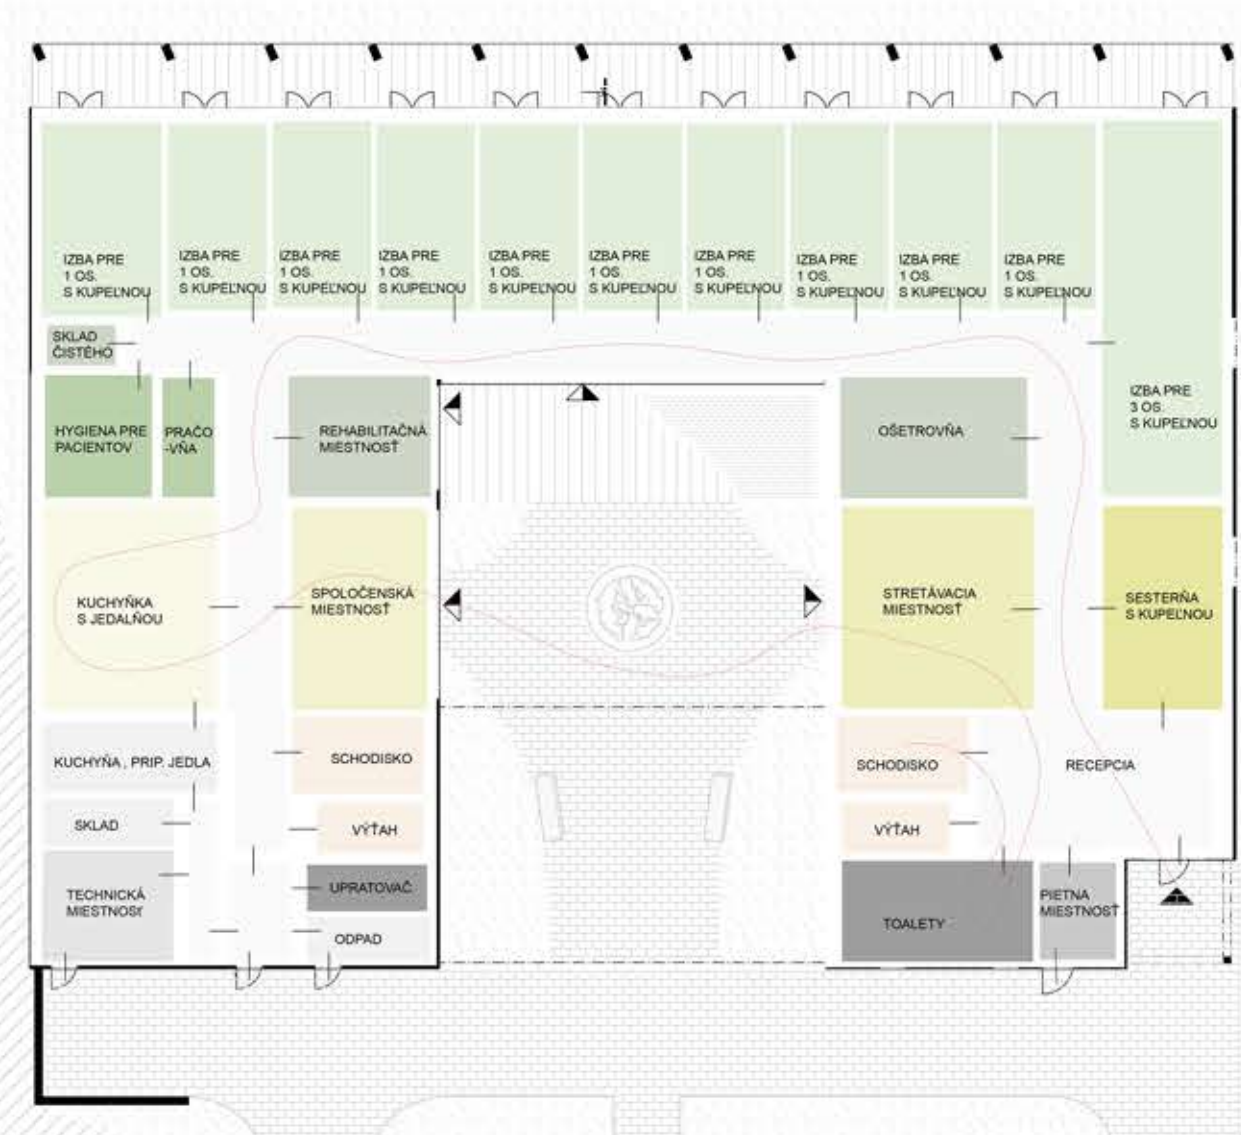 IZBA PRE
1 OS.
S KUPEĽNOU
IZBA PRE
1 OS.
S KUPEĽNOU
IZBA PRE
1 OS.
S KUPEĽNOU
IZBA PRE
1 OS.
S KUPEĽNOU
IZBA PRE
1 OS.
S KUPEĽNOU
IZBA PRE
1 OS.
S KUPEĽNOU
IZBA PRE
1 OS.
S KUPEĽNOU
IZBA PRE
1 OS.
S KUPEĽNOU
IZBA PRE
1 OS.
S KUPEĽNOU
IZBA PRE
1 OS.
S KUPEĽNOU
SKLAD
ČISTÉHO
IZBA PRE
3 OS.
S KUPEĽNOU
HYGIENA PRE
PACIENTOV
PRAČO
-VŇA
REHABILITAČNÁ
MIESTNOSŤ
OŠETROVŇA
KUCHYŇKA
S JEDALŇOU
SPOLOČENSKÁ
MIESTNOSŤ
STRETÁVACIA
MIESTNOSŤ
SESTERŇA
S KUPEĽNOU
KUCHYŇA , PRIP. JEDLA
SCHODISKO
SCHODISKO
RECEPCIA
SKLAD
VÝŤAH
VÝŤAH
TECHNICKÁ
MIESTNOSŤ
UPRATOVAČ
ODPAD
TOALETY
PIETNA
MIESTNOSŤ